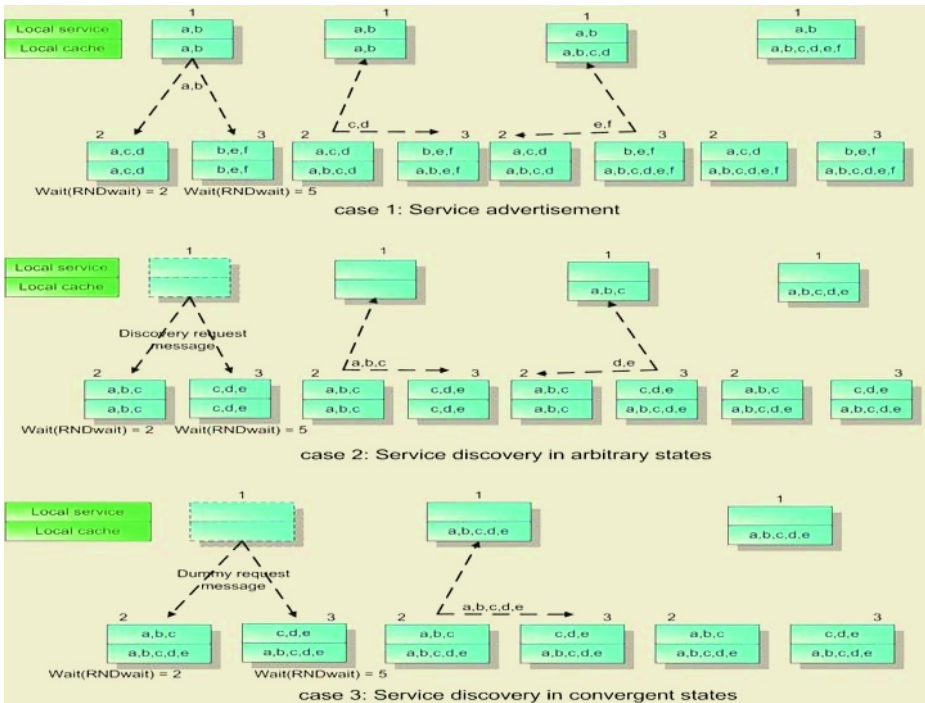 1 1 1 1
Local service a,b a,b a,b a,b
Local cache a,b a,b a,b,c,d a,b,c,d,e,f
a,b
2 3 c,d 3 2 e,f 2 3
a,c,d b,e,f a,c,d b,e,f a,c,d b,e,f a,c,d b,e,f
a,c,d b,e,f a,b,c,d a,b,e,f a,b,c,d a,b,c,d,e,f a,b,c,d,e,f a,b,c,d,e,f
Wait(RNDwait) = 2 Wait(RNDwait) = 5
case 1: Service advertisement
1 1 1 1
Local service
Local cache a,b,c a,b,c,d,e
Discovery request
message
2 3 2 a,b,c 3 2 d,e 3 2 3
a,b,c c,d,e a,b,c c,d,e a,b,c c,d,e a,b,c c,d,e
a,b,c c,d,e a,b,c c,d,e a,b,c a,b,c,d,e a,b,c,d,e a,b,c,d,e
Wait(RNDwait) = 2 Wait(RNDwait) = 5
case 2: Service discovery in arbitrary states
1 1 1
Local service
Local cache a,b,c,d,e a,b,c,d,e
Dummy request
message
2 3 2 a,b,c,d,e 3 2 3
a,b,c c,d,e a,b,c c,d,e a,b,c c,d,e
a,b,c,d,e a,b,c,d,e a,b,c,d,e a,b,c,d,e a,b,c,d,e a,b,c,d,e
Wait(RNDwait) = 2 Wait(RNDwait) = 5
case 3: Service discovery in convergent states